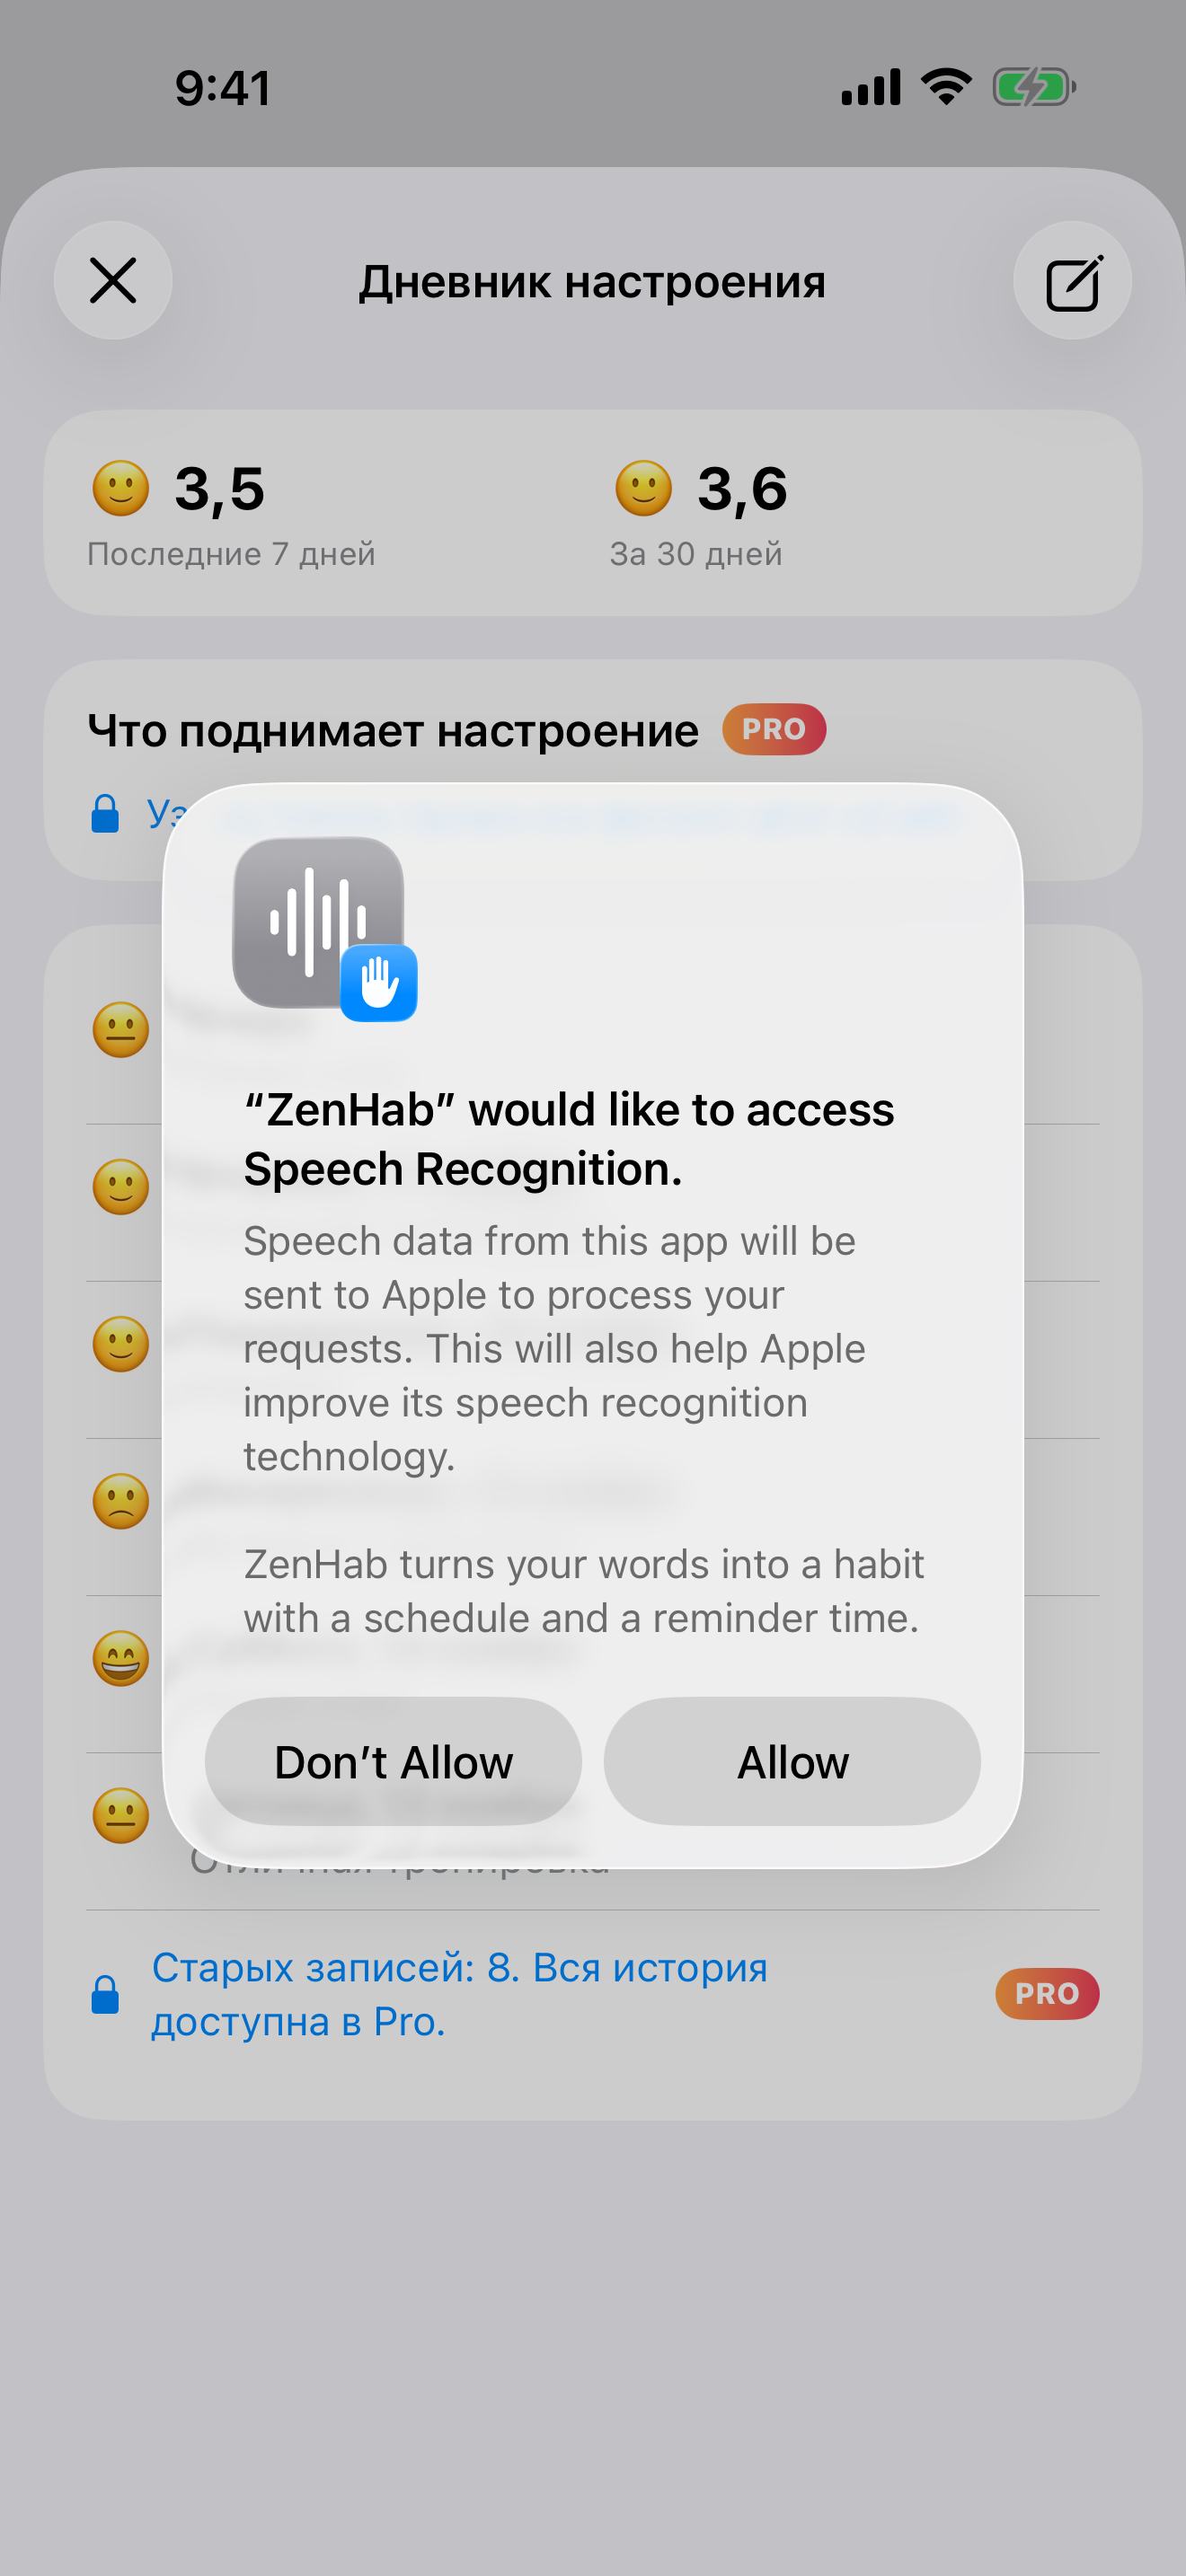 9:41
Дневник настроения
3,5
3,6
Последние 7 дней
За 30 дней
Что поднимает настроение PRO
“ZenHab” would like to access
Speech Recognition.
Speech data from this app will be
sent to Apple to process your
requests. This will also help Apple
improve its speech recognition
technology.
ZenHab turns your words into a habit
with a schedule and a reminder time.
Don’t Allow
Allow
Отличная тренировка
Старых записей: 8. Вся история
доступна в Pro.
PRO